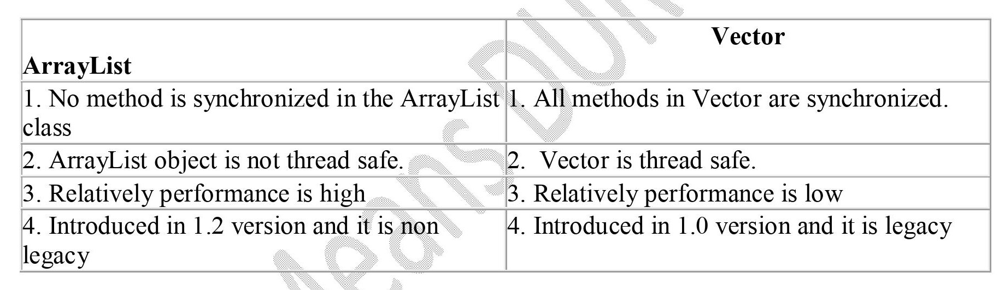 ArrayList
Vector
1. No method is synchronized in the ArrayList
class
1. All methods in Vector are synchronized.
2. ArrayList object is not thread safe.
2. Vector is thread safe.
3. Relatively performance is high
3. Relatively performance is low
4. Introduced in 1.2 version and it is non
legacy
4. Introduced in 1.0 version and it is legacy
Means